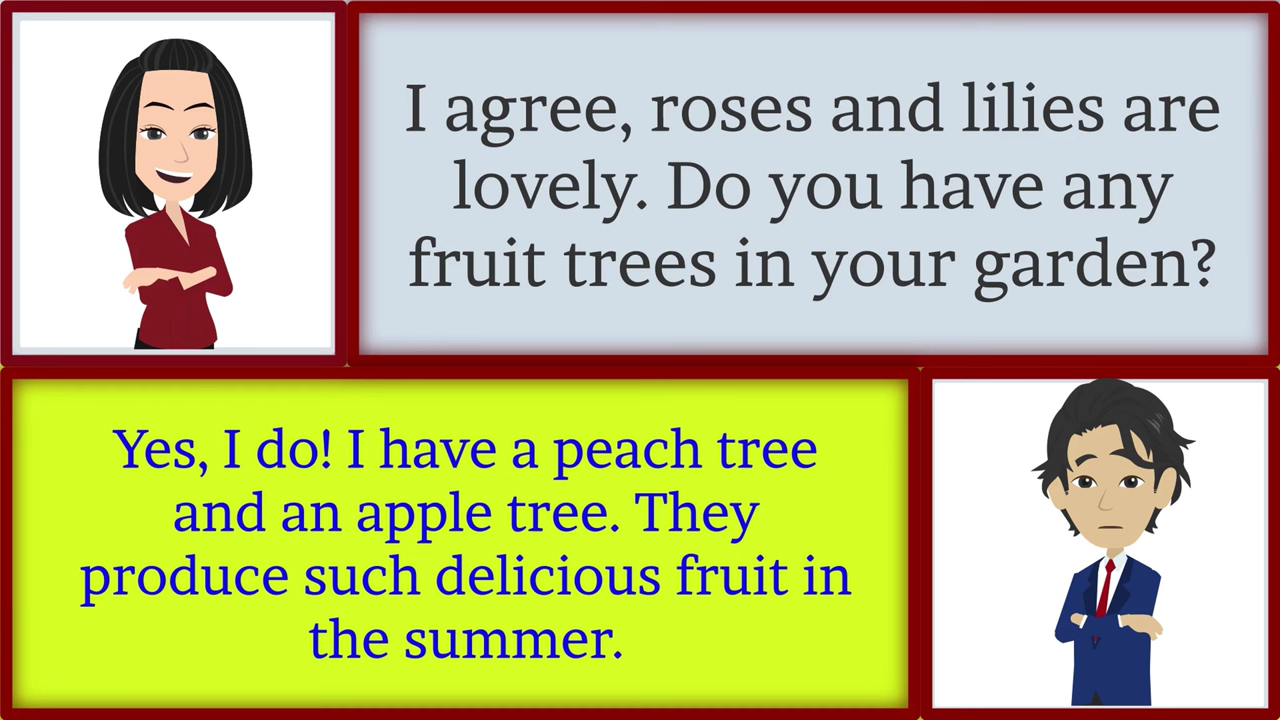 I agree, roses and lilies are
lovely. Do you have any
fruit trees in your garden?
Yes, I do! I have a peach tree
and an apple tree. They
produce such delicious fruit in
the summer.